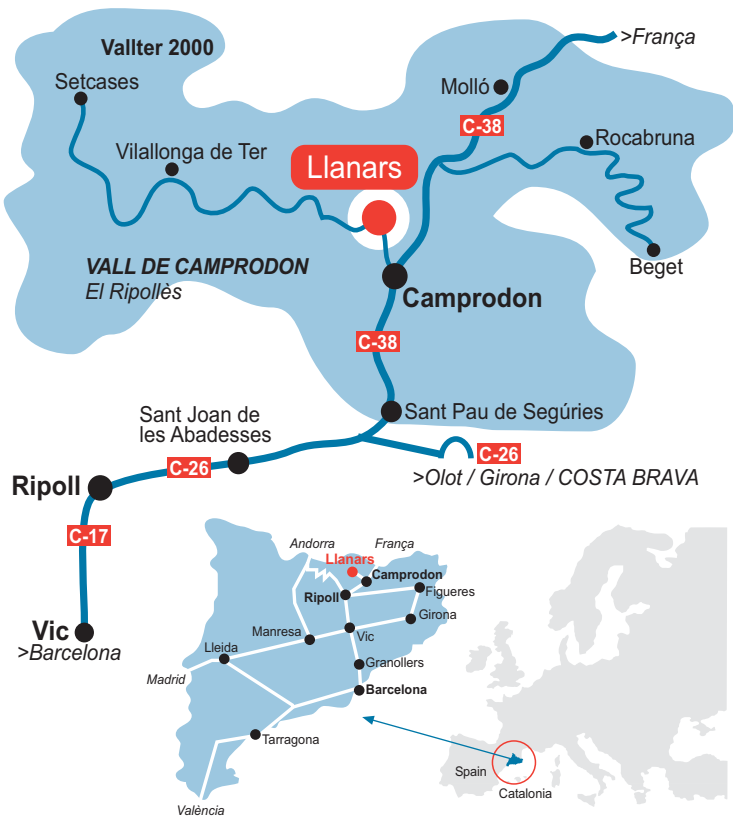 Vallter 2000
>França
Setcases
Molló
C-38
Rocabruna
Vilallonga de Ter
Llanars
VALL DE CAMPRODON
El Ripollès
Beget
Camprodon
C-38
Sant Pau de Segúries
Sant Joan de
les Abadesses
C-26
C-26
>Olot / Girona / COSTA BRAVA
Ripoll
C-17
Vic
>Barcelona
Andorra
França
Llanars
Camprodon
Ripoll
Figueres
Girona
Manresa
Vic
Lleida
Granollers
Madrid
Barcelona
Tarragona
València
Spain
Catalonia